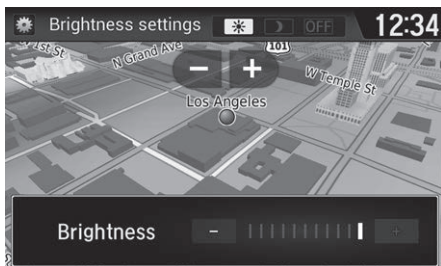 Brightness settings OFF 12:34
1st St
N Grand Ave
101
W Temple St
− +
Los Angeles
Brightness − +